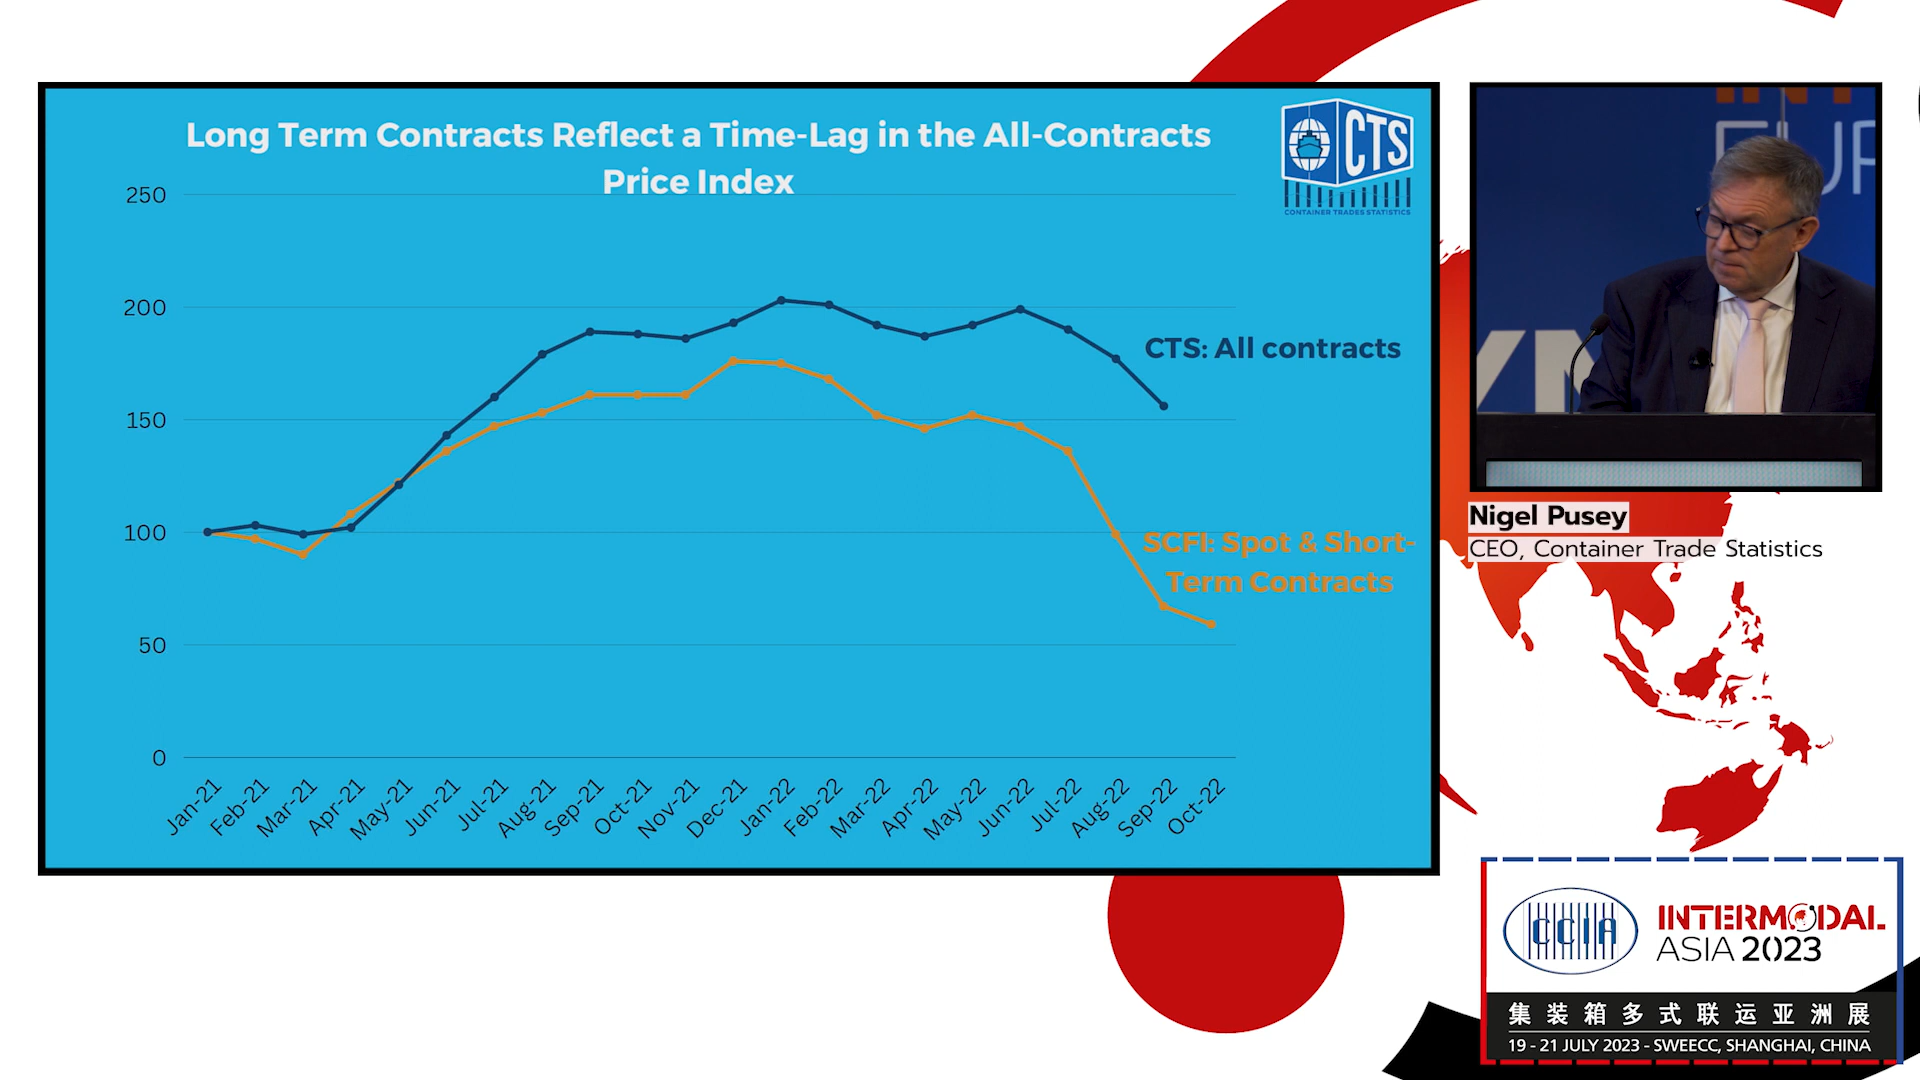 Long Term Contracts Reflect a Time-Lag in the All-Contracts
Price Index
CTS
CONTAINER TRADES STATISTICS
250
200
150
100
50
0
CTS: All contracts
SCFI: Spot & Short-
Term Contracts
Jan-21
Feb-21
Mar-21
Apr-21
May-21
Jun-21
Jul-21
Aug-21
Sep-21
Oct-21
Nov-21
Dec-21
Jan-22
Feb-22
Mar-22
Apr-22
May-22
Jun-22
Jul-22
Aug-22
Sep-22
Oct-22
Nigel Pusey
CEO, Container Trade Statistics
CCIA
INTERMODAL
ASIA 2023
集装箱多式联运亚洲展
19 - 21 JULY 2023 - SWEECC, SHANGHAI, CHINA